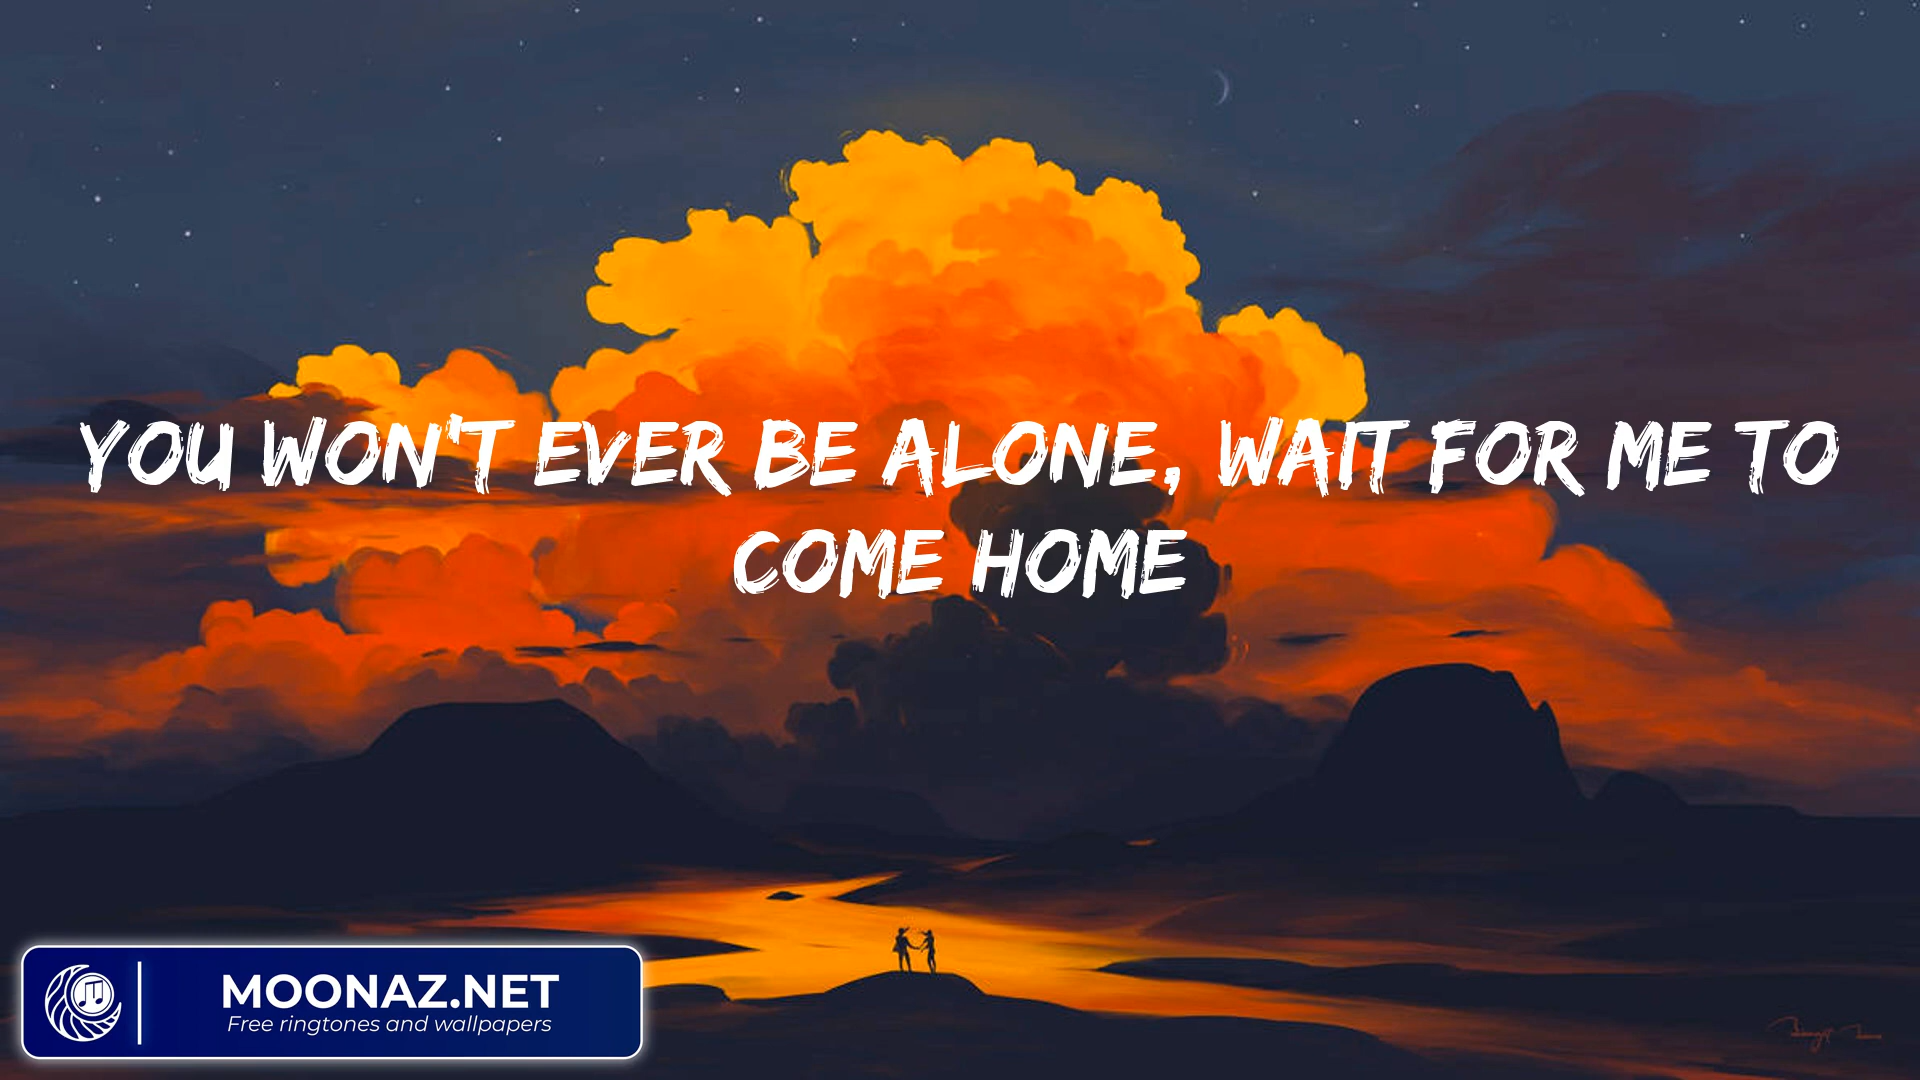 YOU WON'T EVER BE ALONE, WAIT FOR ME TO
COME HOME
MOONAZ.NET
Free ringtones and wallpapers